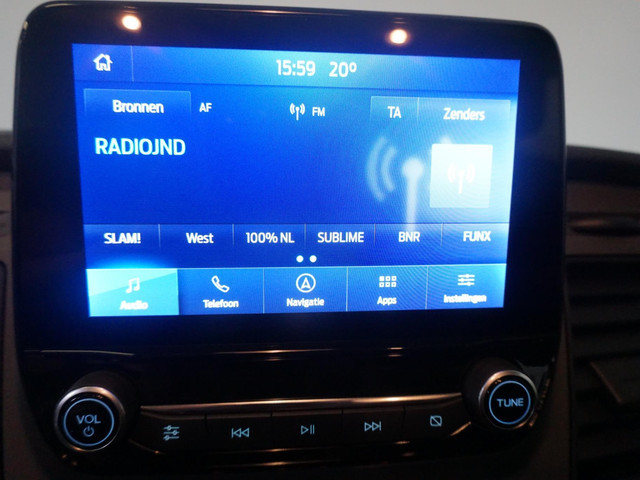 15:59 20°
Bronnen AF FM TA Zenders
RADIOJND
SLAM! West 100% NL SUBLIME BNR FUNX
Audio Telefoon Navigatie Apps Instellingen
VOL TUNE